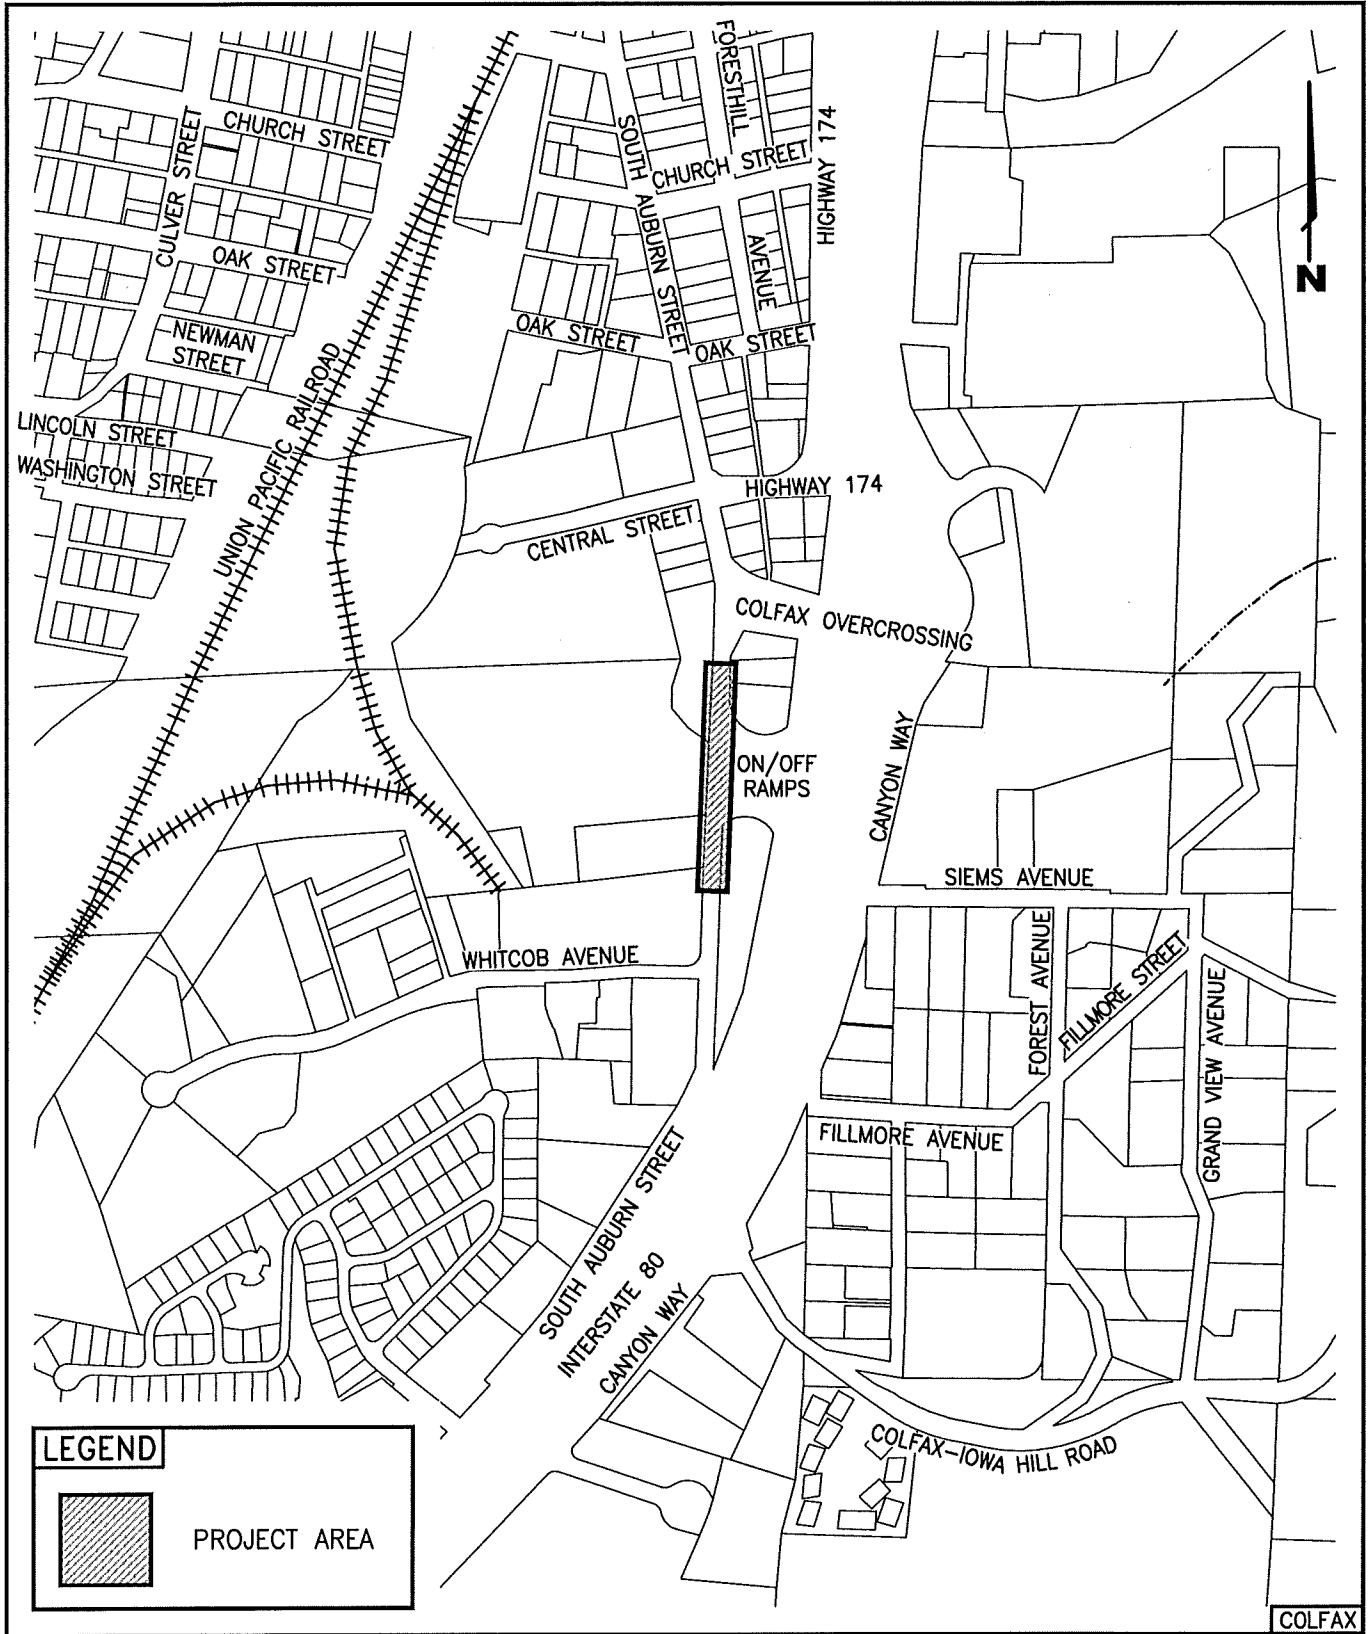 FORESTHILL
CHURCH STREET
CULVER STREET
SOUTH AUBURN STREET
CHURCH STREET
HIGHWAY 174
OAK STREET
AVENUE
N
NEWMAN
STREET
OAK STREET
OAK STREET
UNION PACIFIC RAILROAD
LINCOLN STREET
WASHINGTON STREET
HIGHWAY 174
CENTRAL STREET
COLFAX OVERCROSSING
ON/OFF
RAMPS
CANYON WAY
SIEMS AVENUE
WHITCOB AVENUE
FOREST AVENUE
FILLMORE STREET
GRAND VIEW AVENUE
FILLMORE AVENUE
SOUTH AUBURN STREET
INTERSTATE 80
CANYON WAY
COLFAX-IOWA HILL ROAD
LEGEND
PROJECT AREA
COLFAX